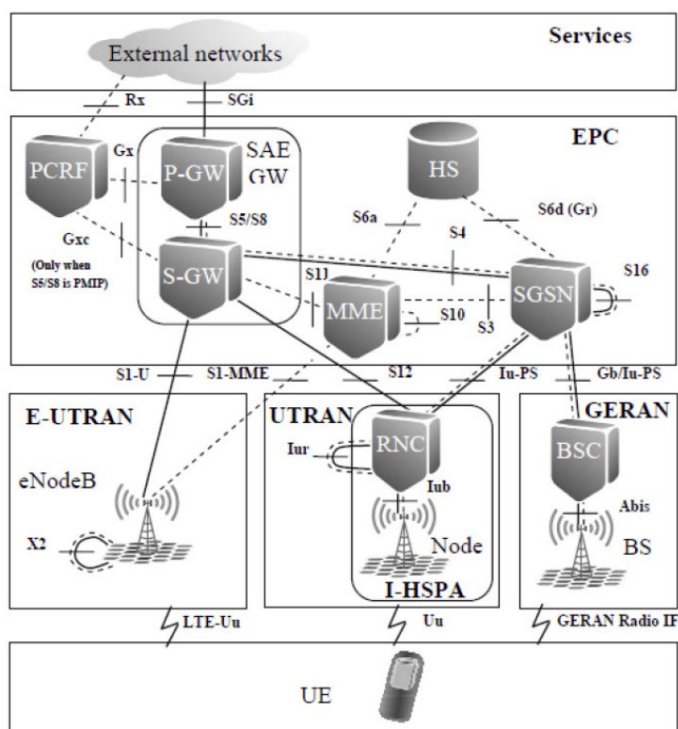 Services
External networks
Rx
SGi
EPC
PCRF
Gx
P-GW
SAE
GW
HS
S6a
S6d (Gr)
Gxc
(Only when
S5/S8 is PMIP)
S5/S8
S4
S-GW
S11
MME
S10
S3
SGSN
S16
S1-U
S1-MME
S12
Iu-PS
Gb/Iu-PS
E-UTRAN
UTRAN
GERAN
eNodeB
X2
Iur
RNC
Iub
Node
I-HSPA
BSC
Abis
BS
LTE-Uu
Uu
GERAN Radio IF
UE